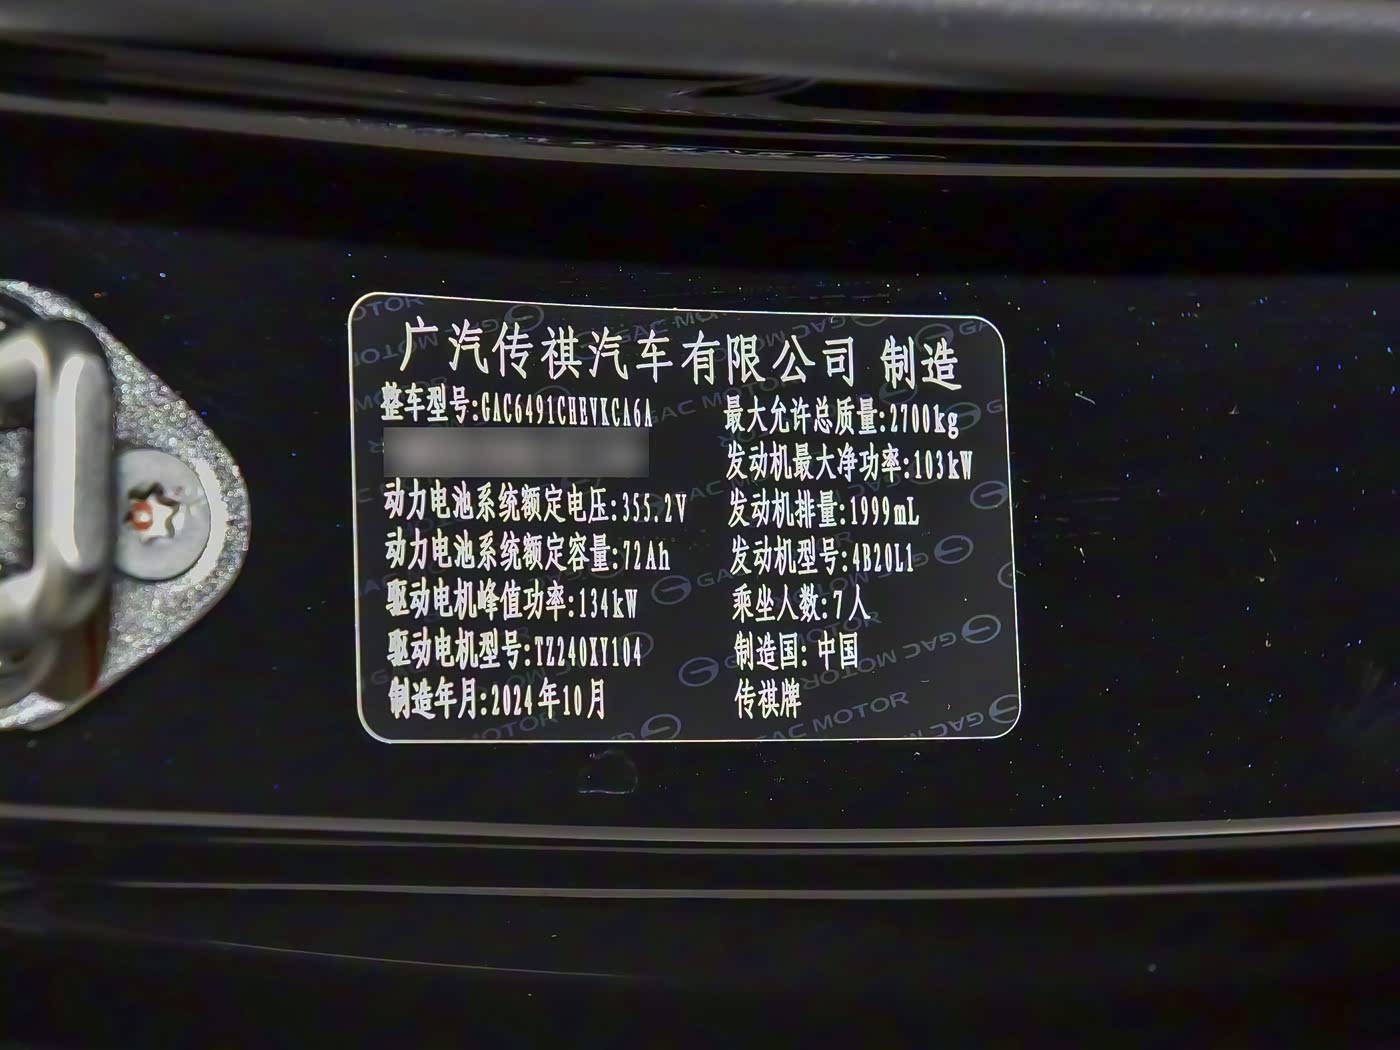 广汽传祺汽车有限公司 制造
整车型号:GAC6491CHEVKCA6A
动力电池系统额定电压:355.2V
动力电池系统额定容量:72Ah
驱动电机峰值功率:134kW
驱动电机型号:TZ240XY104
制造年月:2024年10月
最大允许总质量:2700kg
发动机最大净功率:103kW
发动机排量:1999mL
发动机型号:4B20L1
乘坐人数:7人
制造国: 中国
传祺牌
GAC MOTOR